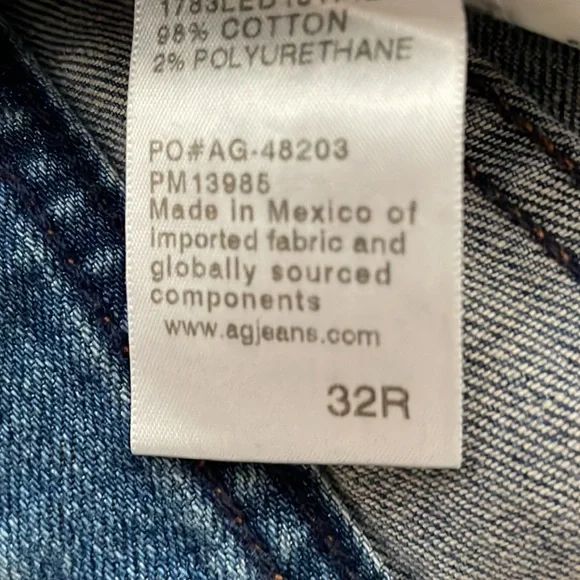 98% COTTON
2% POLYURETHANE
PO#AG-48203
PM13985
Made in Mexico of
imported fabric and
globally sourced
components
www.agjeans.com
32R